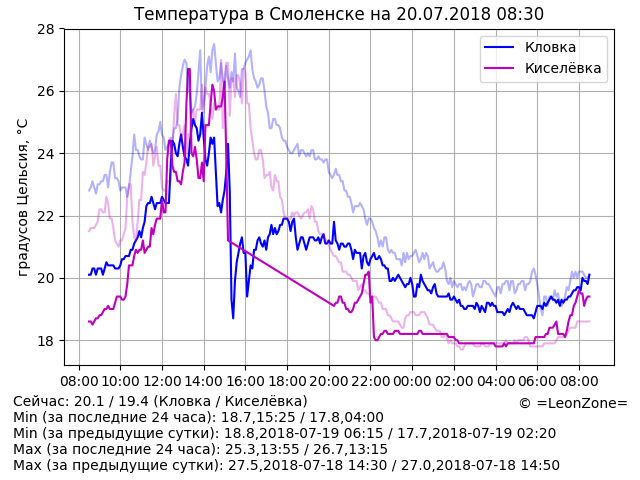 Температура в Смоленске на 20.07.2018 08:30
28
26
24
22
20
18
градусов Цельсия, °C
Кловка
Киселёвка
08:00 10:00 12:00 14:00 16:00 18:00 20:00 22:00 00:00 02:00 04:00 06:00 08:00
Сейчас: 20.1 / 19.4 (Кловка / Киселёвка)
© =LeonZone=
Min (за последние 24 часа): 18.7,15:25 / 17.8,04:00
Min (за предыдущие сутки): 18.8,2018-07-19 06:15 / 17.7,2018-07-19 02:20
Max (за последние 24 часа): 25.3,13:55 / 26.7,13:15
Max (за предыдущие сутки): 27.5,2018-07-18 14:30 / 27.0,2018-07-18 14:50